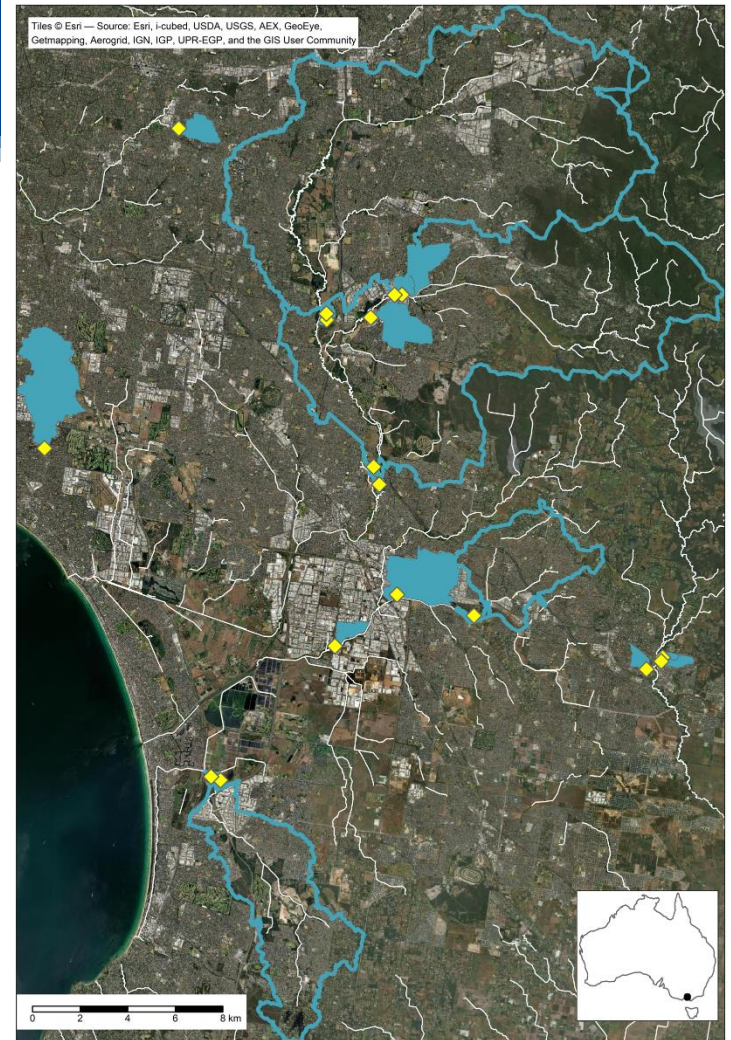 Tiles © Esri — Source: Esri, i-cubed, USDA, USGS, AEX, GeoEye,
Getmapping, Aerogrid, IGN, IGP, UPR-EGP, and the GIS User Community
0 2 4 6 8 km